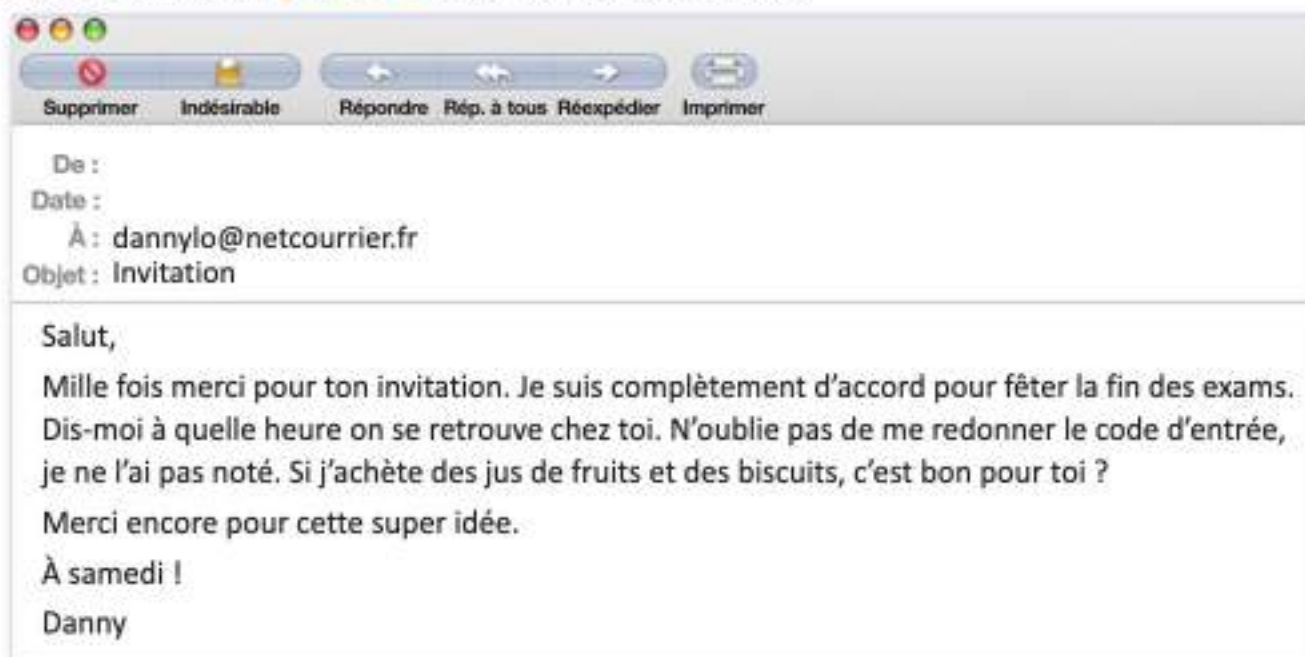 Supprimer Indésirable Répondre Rép. à tous Réexpédier Imprimer
De :
Date :
À : dannylo@netcourrier.fr
Objet : Invitation
Salut,
Mille fois merci pour ton invitation. Je suis complètement d'accord pour fêter la fin des exams.
Dis-moi à quelle heure on se retrouve chez toi. N'oublie pas de me redonner le code d'entrée,
je ne l'ai pas noté. Si j'achète des jus de fruits et des biscuits, c'est bon pour toi ?
Merci encore pour cette super idée.
À samedi !
Danny